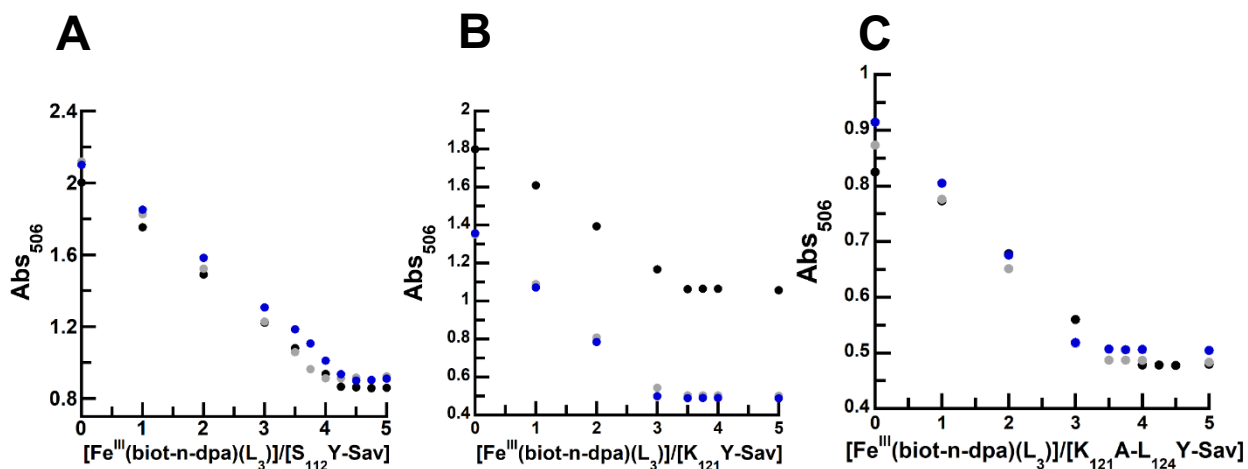 A
B
C
2.4
2
1.6
1.2
0.8
Abs506
0 1 2 3 4 5
[FeIII(biot-n-dpa)(L3)]/[S112Y-Sav]
2
1.8
1.6
1.4
1.2
1
0.8
0.6
0.4
Abs506
0 1 2 3 4 5
[FeIII(biot-n-dpa)(L3)]/[K121Y-Sav]
1
0.9
0.8
0.7
0.6
0.5
0.4
Abs506
0 1 2 3 4 5
[FeIII(biot-n-dpa)(L3)]/[K121A-L124Y-Sav]